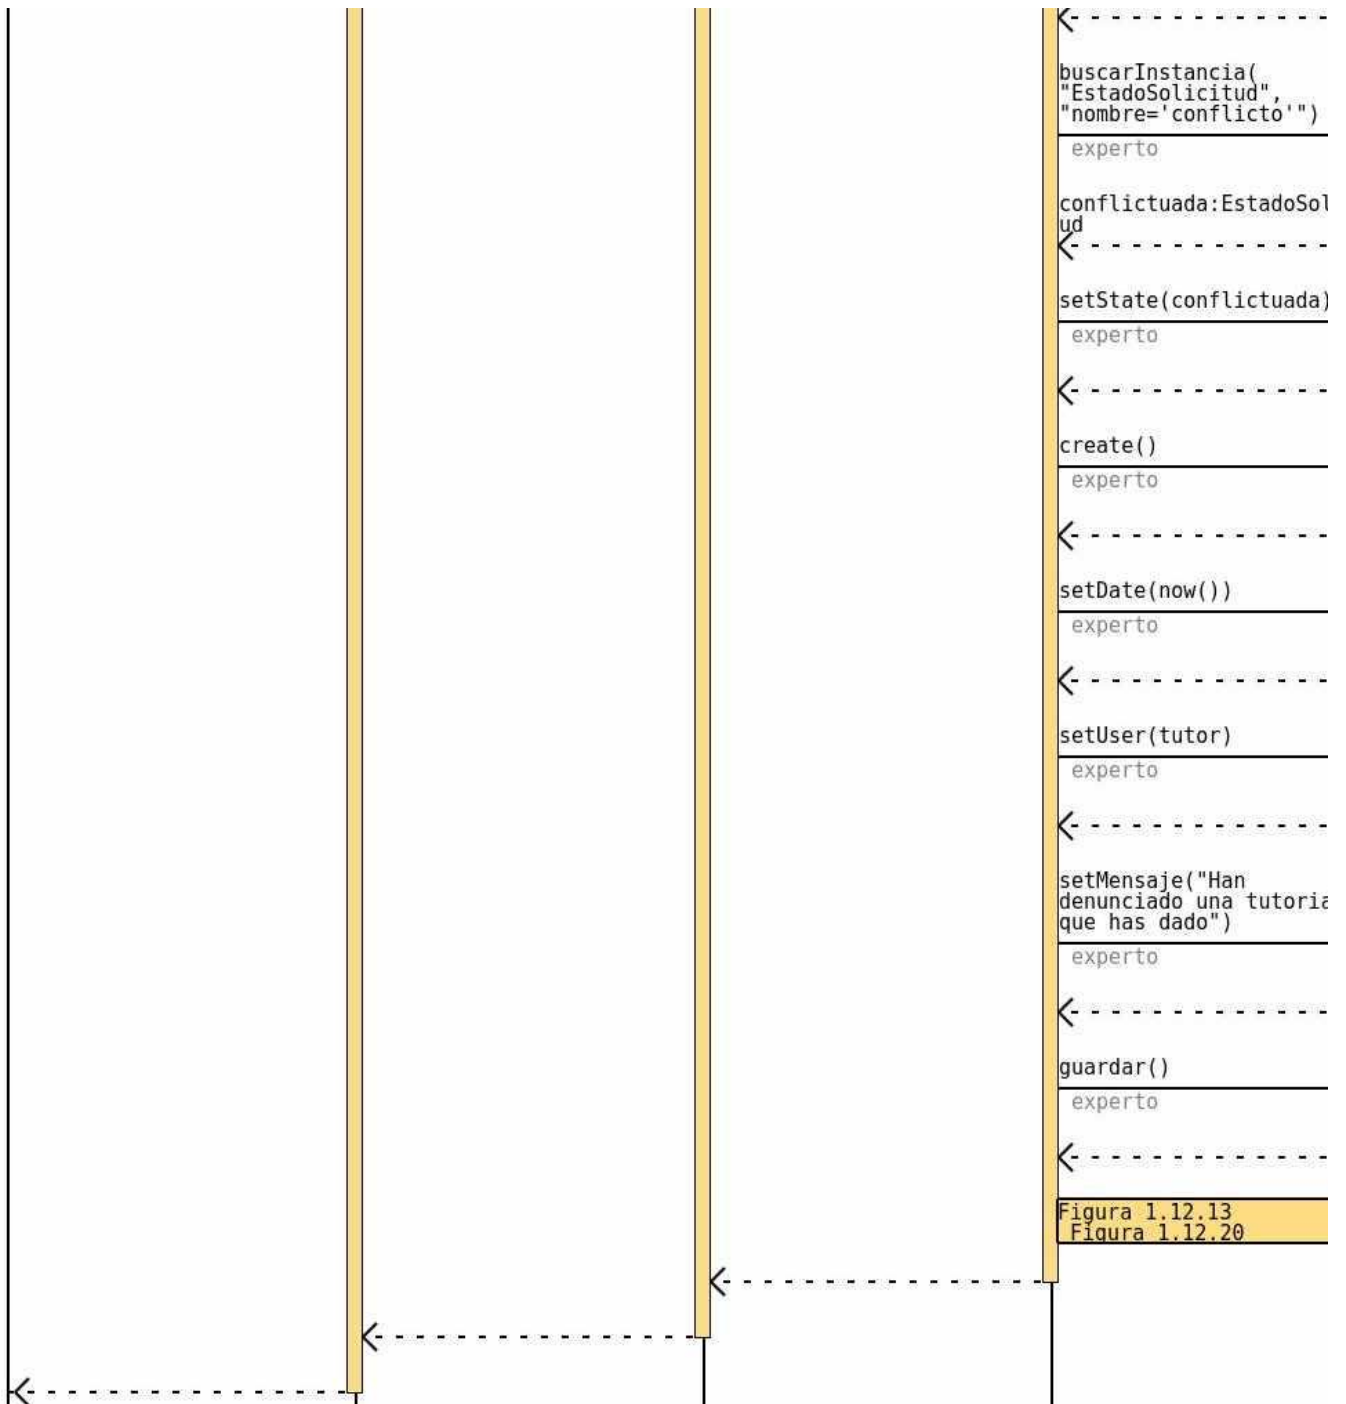 buscarInstancia(
"EstadoSolicitud",
"nombre='conflicto'")
experto
conflictuada:EstadoSol
ud
setState(conflictuada)
experto
create()
experto
setDate(now())
experto
setUser(tutor)
experto
setMensaje("Han
denunciado una tutoria
que has dado")
experto
guardar()
experto
Figura 1.12.13
Figura 1.12.20